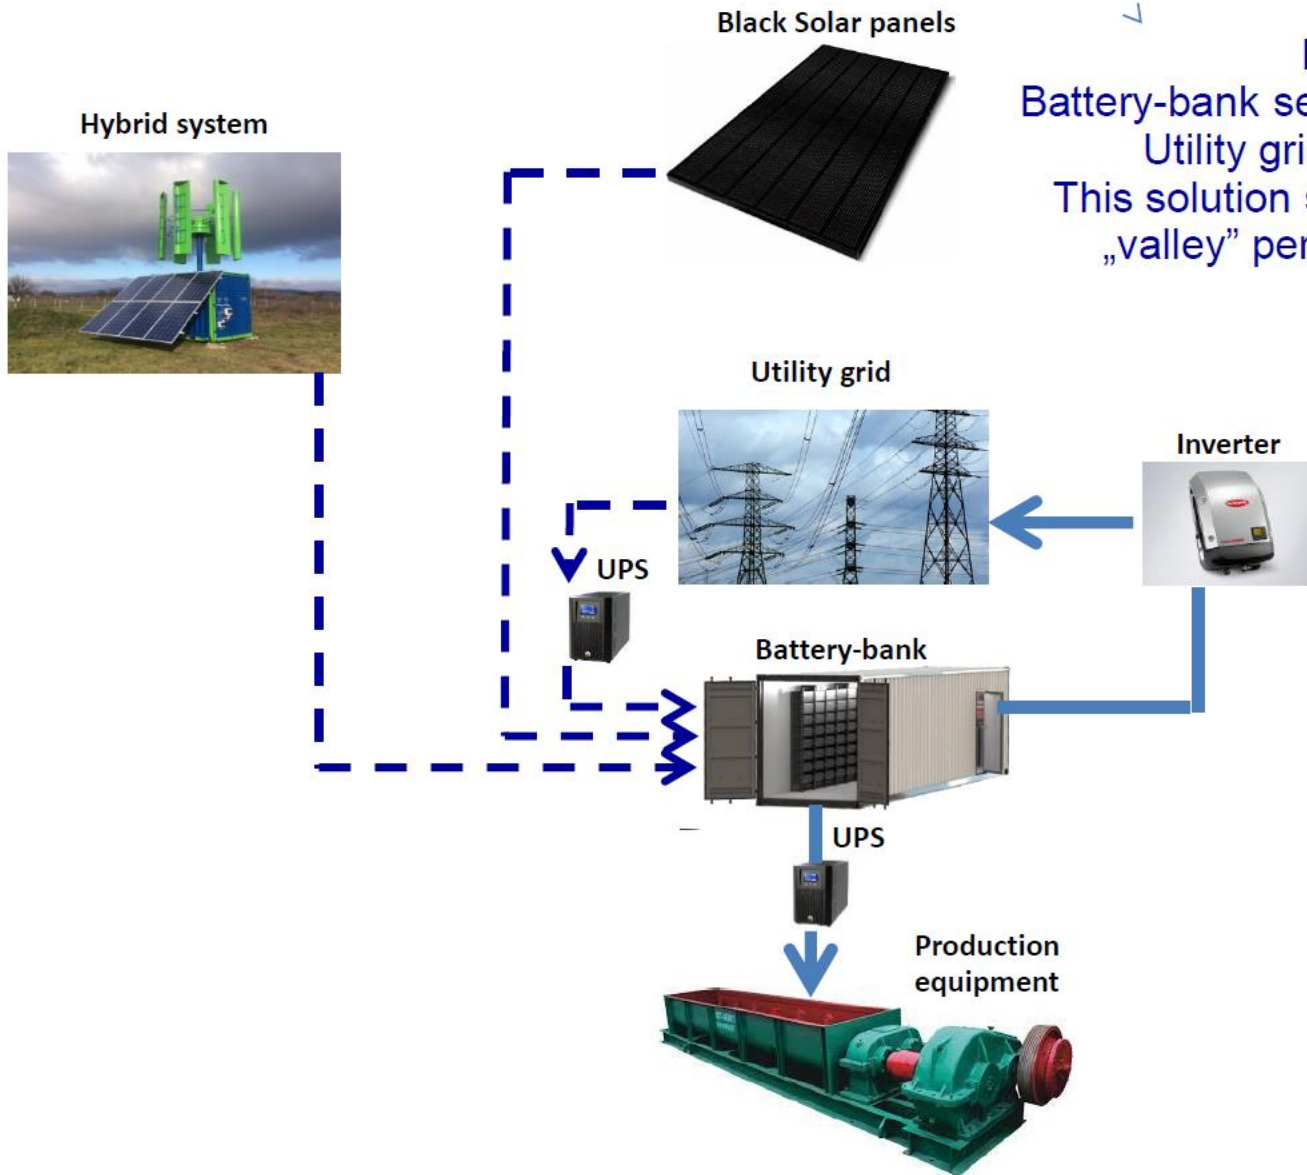 Black Solar panels
Battery-bank se
Utility gri
This solution s
„valley” per
Hybrid system
Utility grid
Inverter
UPS
Battery-bank
UPS
Production
equipment